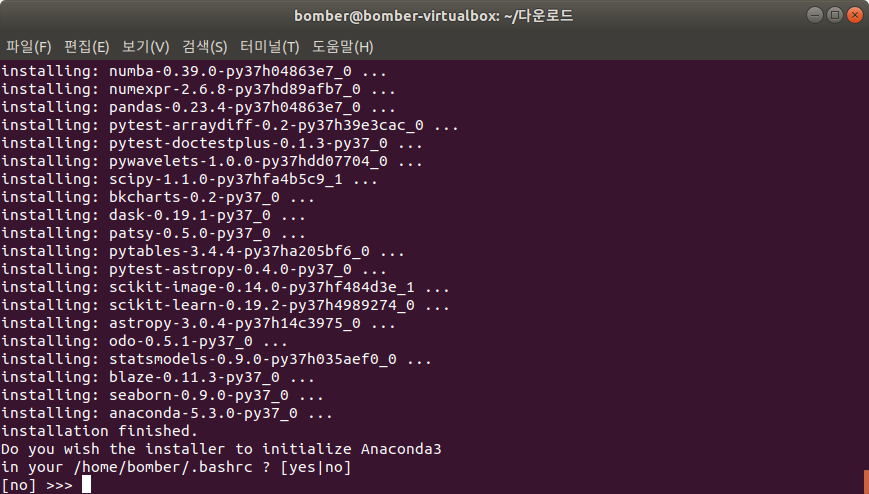 bomber@bomber-virtualbox: ~/다운로드
파일(F) 편집(E) 보기(V) 검색(S) 터미널(T) 도움말(H)
installing: numba-0.39.0-py37h04863e7_0 ...
installing: numexpr-2.6.8-py37hd89afb7_0 ...
installing: pandas-0.23.4-py37h04863e7_0 ...
installing: pytest-arraydiff-0.2-py37h39e3cac_0 ...
installing: pytest-doctestplus-0.1.3-py37_0 ...
installing: pywavelets-1.0.0-py37hdd07704_0 ...
installing: scipy-1.1.0-py37hfa4b5c9_1 ...
installing: bkcharts-0.2-py37_0 ...
installing: dask-0.19.1-py37_0 ...
installing: patsy-0.5.0-py37_0 ...
installing: pytables-3.4.4-py37ha205bf6_0 ...
installing: pytest-astropy-0.4.0-py37_0 ...
installing: scikit-image-0.14.0-py37hf484d3e_1 ...
installing: scikit-learn-0.19.2-py37h4989274_0 ...
installing: astropy-3.0.4-py37h14c3975_0 ...
installing: odo-0.5.1-py37_0 ...
installing: statsmodels-0.9.0-py37h035aef0_0 ...
installing: blaze-0.11.3-py37_0 ...
installing: seaborn-0.9.0-py37_0 ...
installing: anaconda-5.3.0-py37_0 ...
installation finished.
Do you wish the installer to initialize Anaconda3
in your /home/bomber/.bashrc ? [yes|no]
[no] >>>